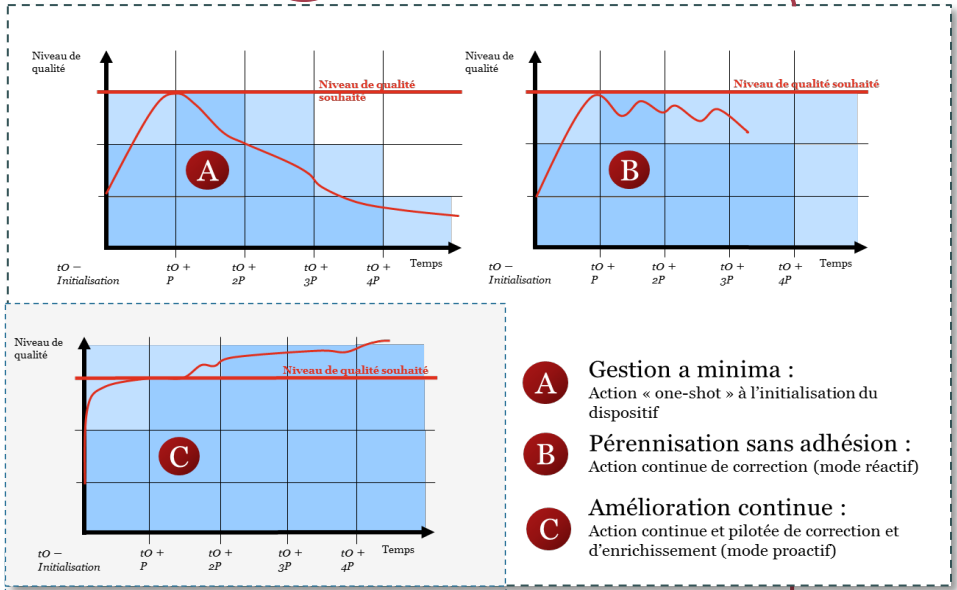 Niveau de
qualité
Niveau de qualité
souhaité
A
Temps
tO –
Initialisation
tO +
P
tO +
2P
tO +
3P
tO +
4P
Niveau de
qualité
Niveau de qualité souhaité
B
Temps
tO –
Initialisation
tO +
P
tO +
2P
tO +
3P
tO +
4P
Niveau de
qualité
Niveau de qualité souhaité
C
Temps
tO –
Initialisation
tO +
P
tO +
2P
tO +
3P
tO +
4P
A
Gestion a minima :
Action « one-shot » à l’initialisation du
dispositif
B
Pérennisation sans adhésion :
Action continue de correction (mode réactif)
C
Amélioration continue :
Action continue et pilotée de correction et
d’enrichissement (mode proactif)